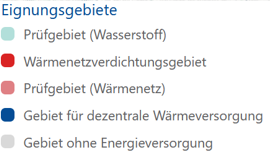 Eignungsgebiete
Prüfgebiet (Wasserstoff)
Wärmenetzverdichtungsgebiet
Prüfgebiet (Wärmenetz)
Gebiet für dezentrale Wärmeversorgung
Gebiet ohne Energieversorgung